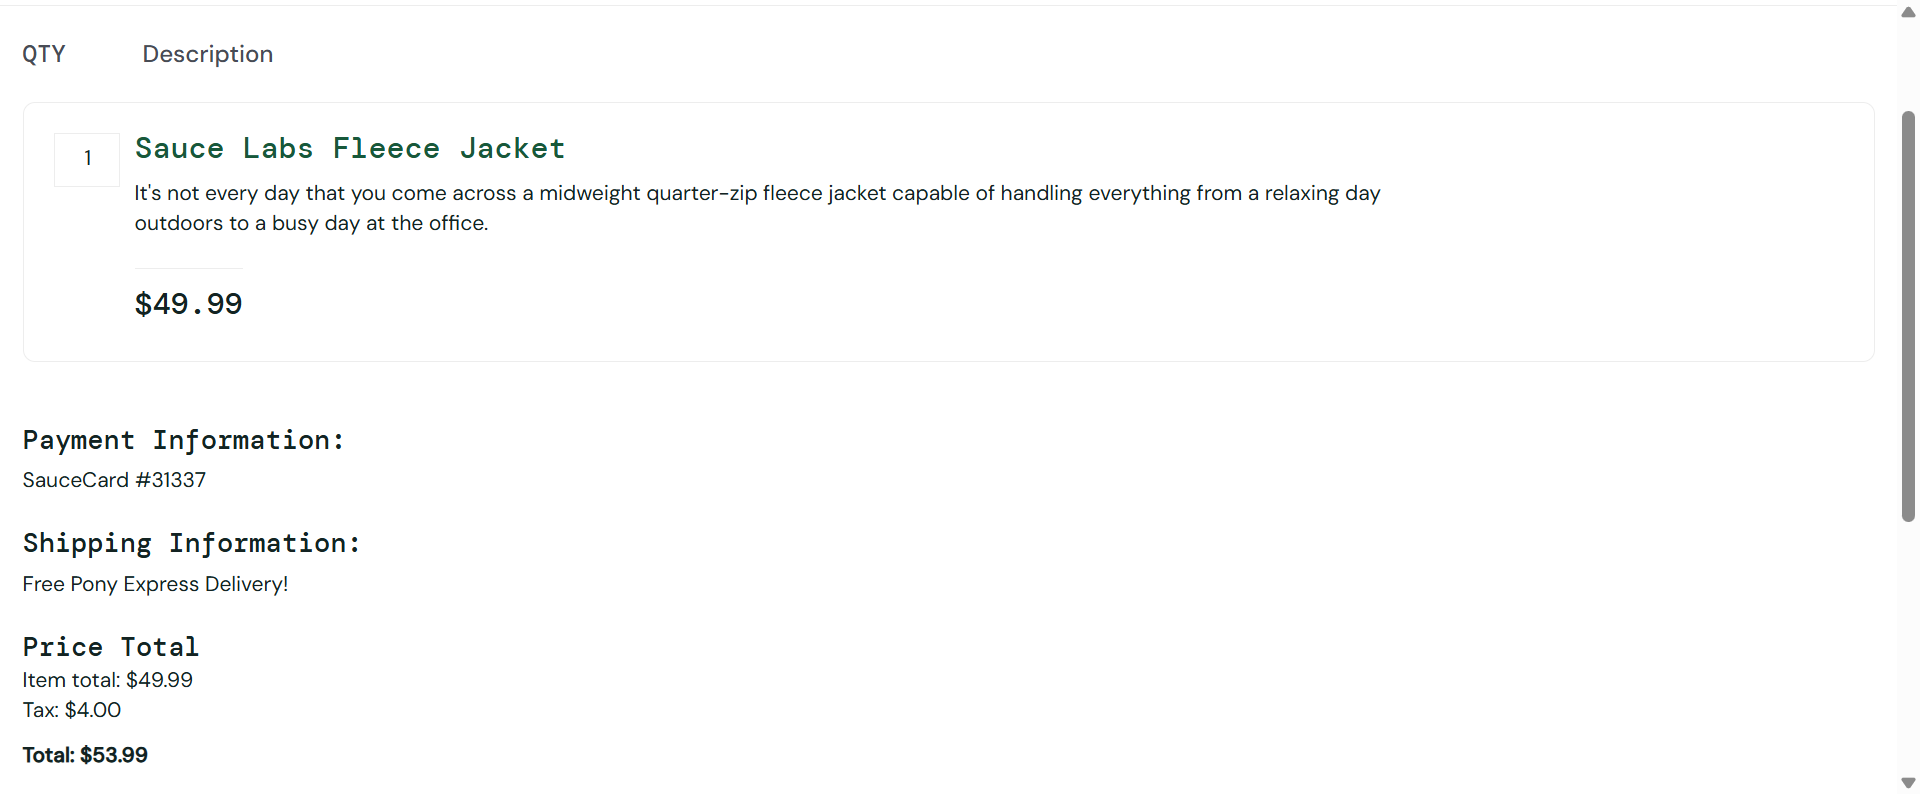 QTY Description
1 Sauce Labs Fleece Jacket
It's not every day that you come across a midweight quarter-zip fleece jacket capable of handling everything from a relaxing day
outdoors to a busy day at the office.
$49.99
Payment Information:
SauceCard #31337
Shipping Information:
Free Pony Express Delivery!
Price Total
Item total: $49.99
Tax: $4.00
Total: $53.99